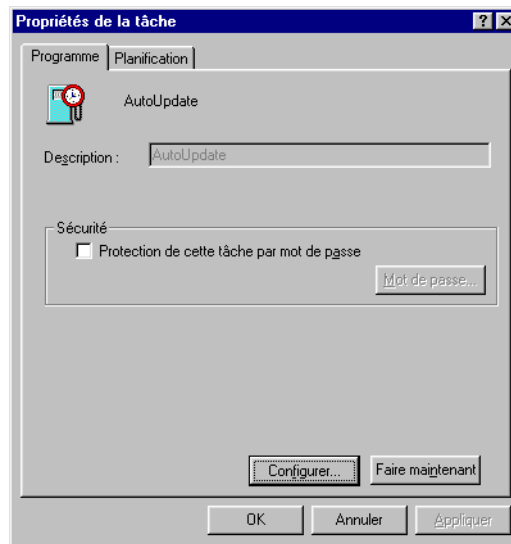 Propriétés de la tâche
Programme Planification
AutoUpdate
Description : AutoUpdate
Sécurité
Protection de cette tâche par mot de passe
Mot de passe...
Configurer... Faire maintenant
OK Annuler Appliquer